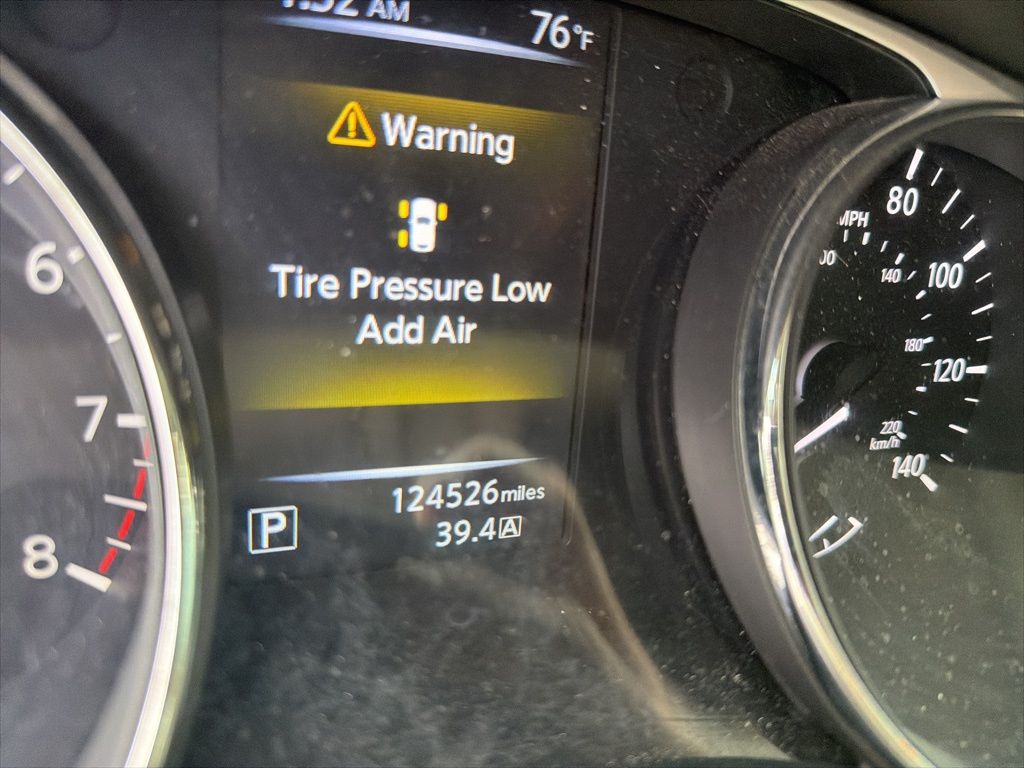 AM
76°F
Warning
Tire Pressure Low
Add Air
124526 miles
P
39.4 A
6
7
8
MPH
80
100
120
140
140
180
220
km/h